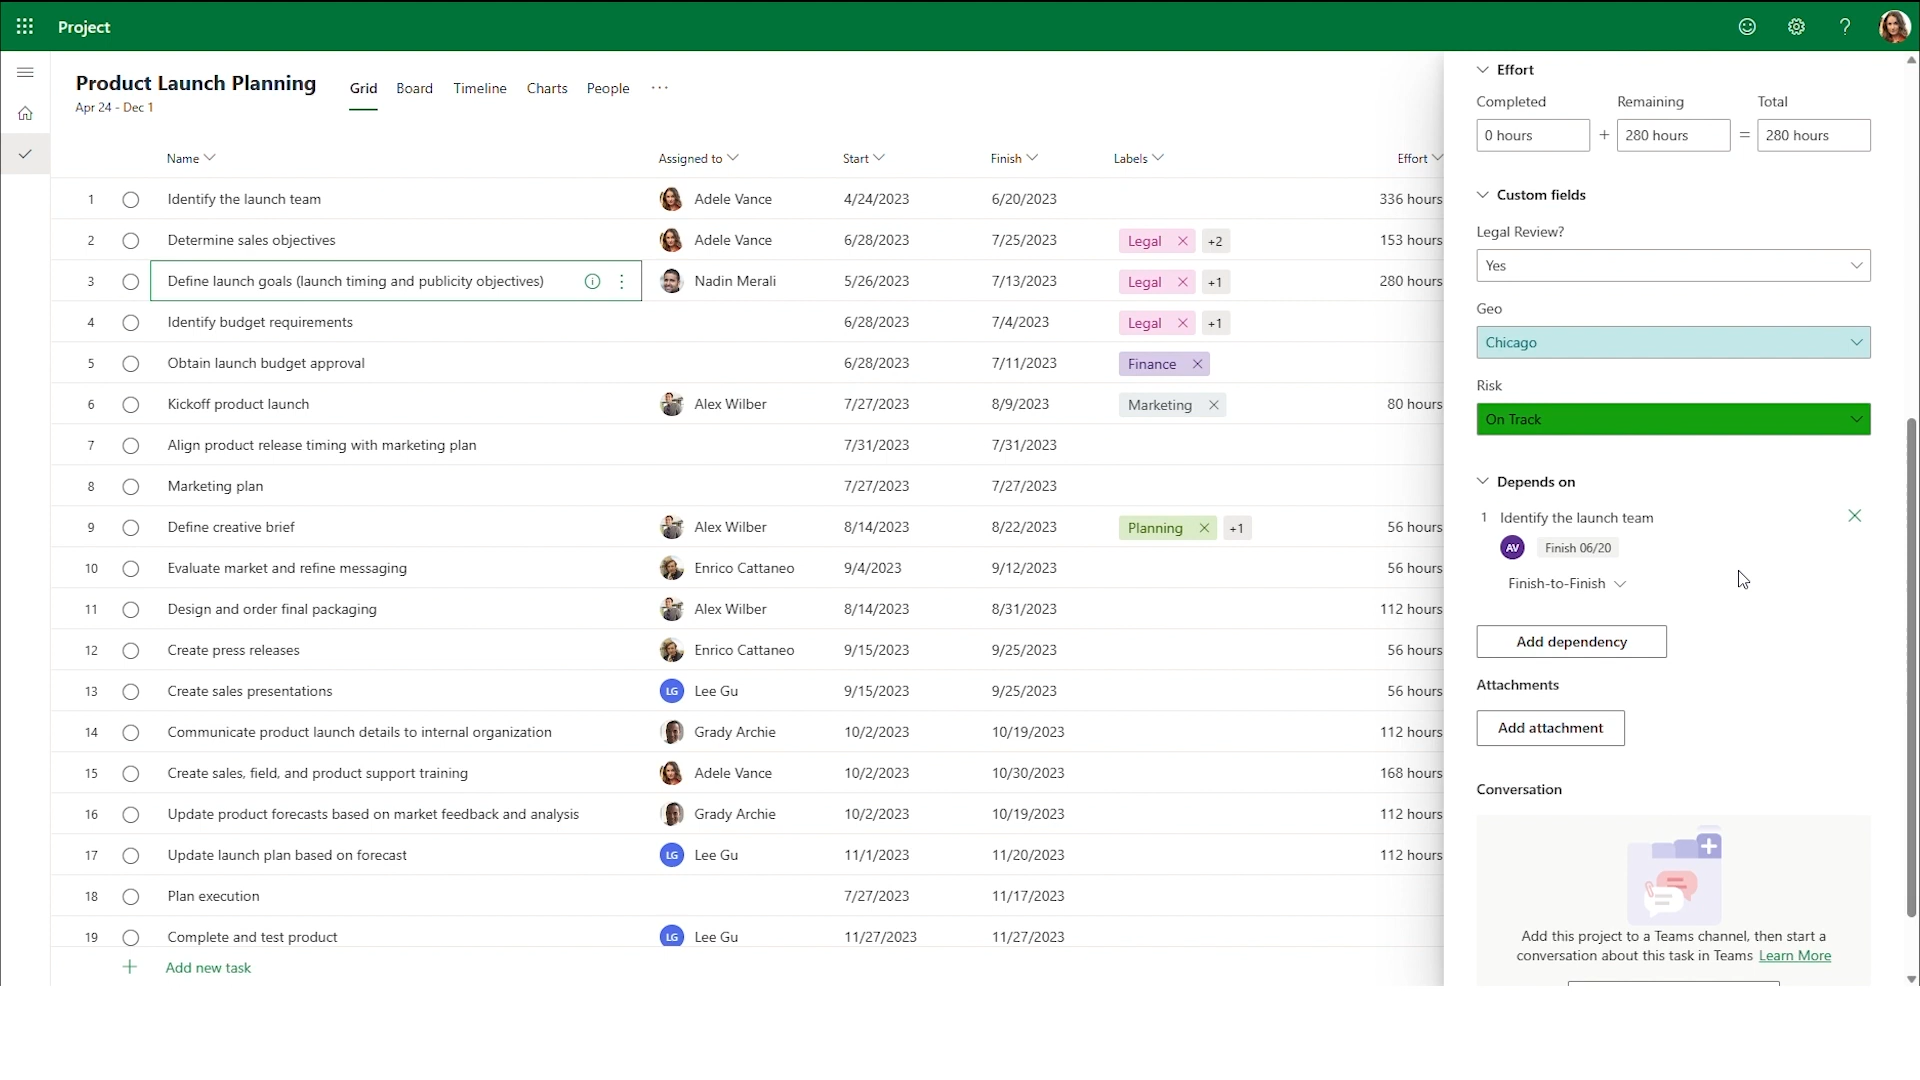 Project
Product Launch Planning
Apr 24 - Dec 1
Grid Board Timeline Charts People ...
Name Assigned to Start Finish Labels Effort
1 Identify the launch team Adele Vance 4/24/2023 6/20/2023 336 hours
2 Determine sales objectives Adele Vance 6/28/2023 7/25/2023 Legal +2 153 hours
3 Define launch goals (launch timing and publicity objectives) Nadin Merali 5/26/2023 7/13/2023 Legal +1 280 hours
4 Identify budget requirements 6/28/2023 7/4/2023 Legal +1
5 Obtain launch budget approval 6/28/2023 7/11/2023 Finance
6 Kickoff product launch Alex Wilber 7/27/2023 8/9/2023 Marketing 80 hours
7 Align product release timing with marketing plan 7/31/2023 7/31/2023
8 Marketing plan 7/27/2023 7/27/2023
9 Define creative brief Alex Wilber 8/14/2023 8/22/2023 Planning +1 56 hours
10 Evaluate market and refine messaging Enrico Cattaneo 9/4/2023 9/12/2023 56 hours
11 Design and order final packaging Alex Wilber 8/14/2023 8/31/2023 112 hours
12 Create press releases Enrico Cattaneo 9/15/2023 9/25/2023 56 hours
13 Create sales presentations LG Lee Gu 9/15/2023 9/25/2023 56 hours
14 Communicate product launch details to internal organization Grady Archie 10/2/2023 10/19/2023 112 hours
15 Create sales, field, and product support training Adele Vance 10/2/2023 10/30/2023 168 hours
16 Update product forecasts based on market feedback and analysis Grady Archie 10/2/2023 10/19/2023 112 hours
17 Update launch plan based on forecast LG Lee Gu 11/1/2023 11/20/2023 112 hours
18 Plan execution 7/27/2023 11/17/2023
19 Complete and test product LG Lee Gu 11/27/2023 11/27/2023
+ Add new task
Effort
Completed Remaining Total
0 hours + 280 hours = 280 hours
Custom fields
Legal Review?
Yes
Geo
Chicago
Risk
On Track
Depends on
1 Identify the launch team
AV Finish 06/20
Finish-to-Finish
Add dependency
Attachments
Add attachment
Conversation
Add this project to a Teams channel, then start a
conversation about this task in Teams Learn More